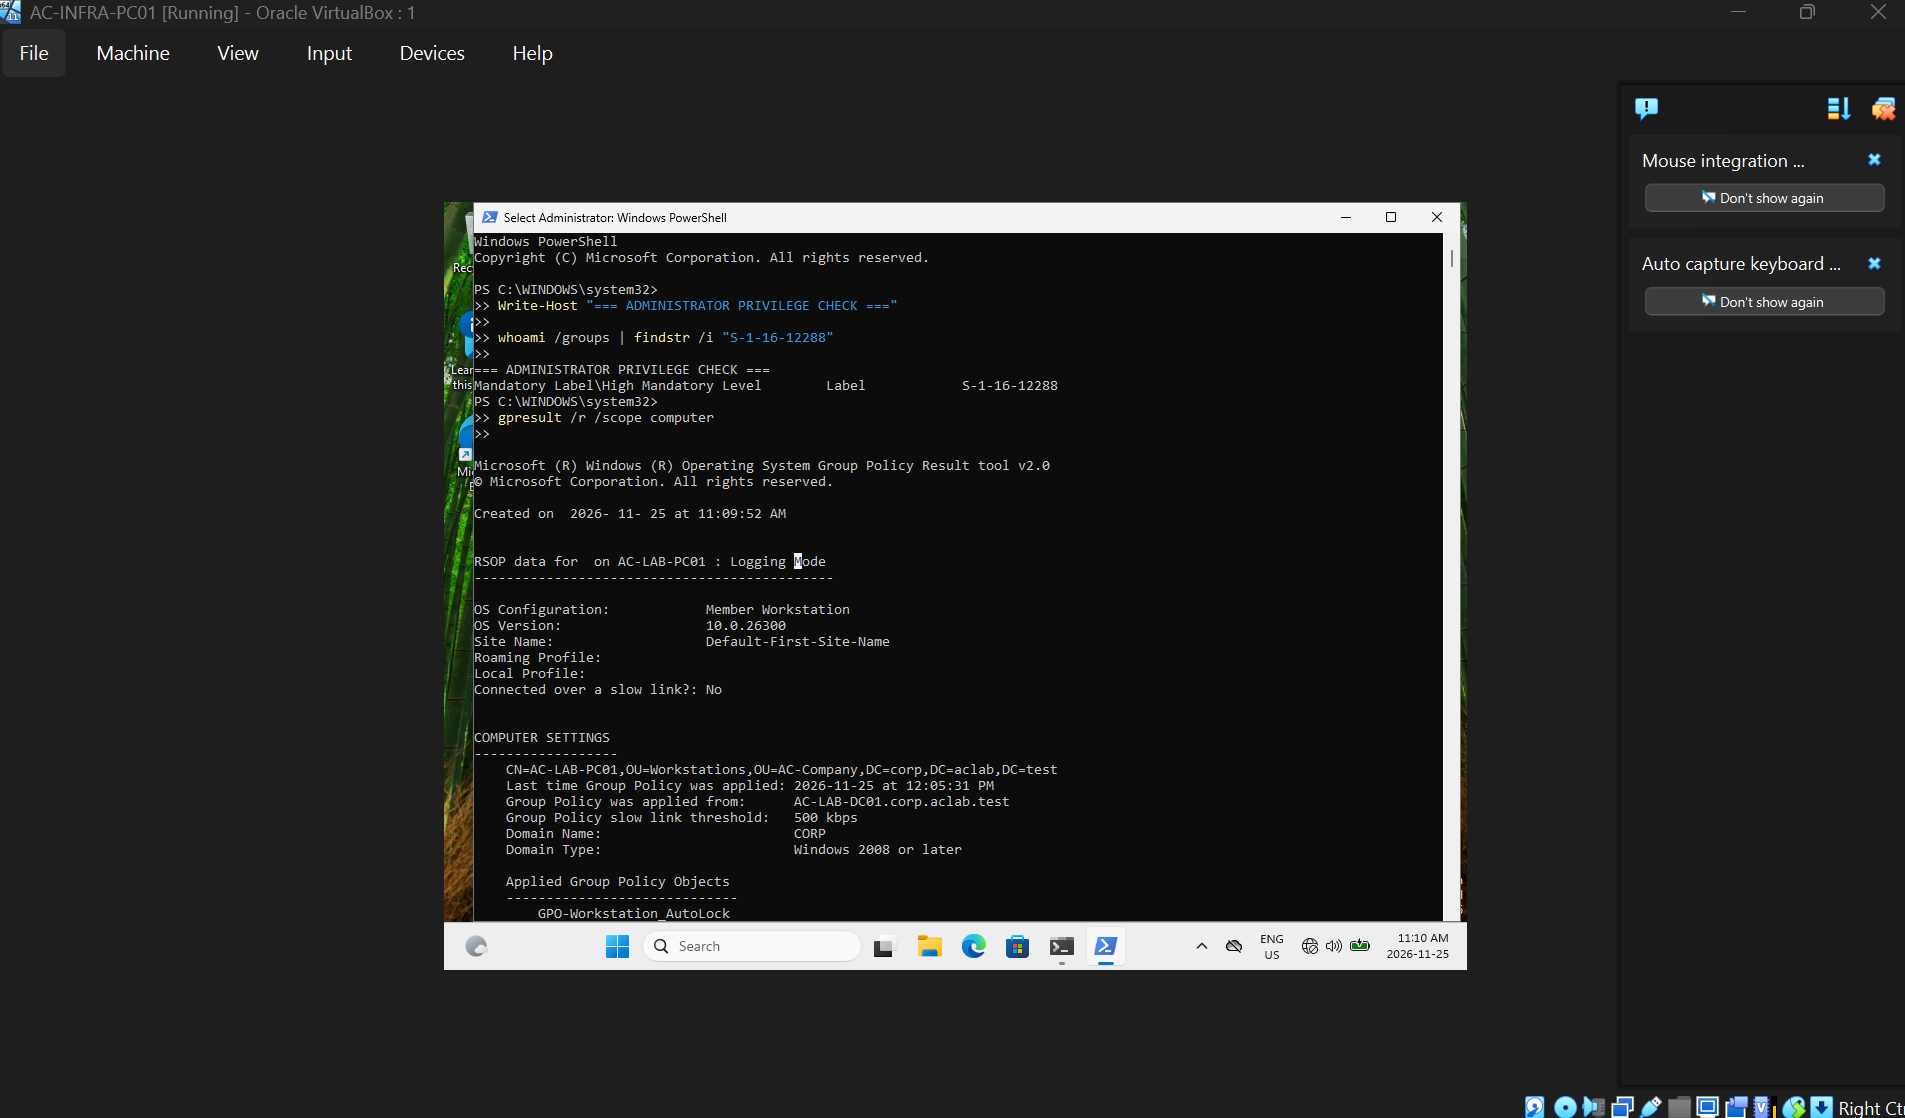 AC-INFRA-PC01 [Running] - Oracle VirtualBox : 1
File Machine View Input Devices Help
Mouse integration ...
Don't show again
Auto capture keyboard ...
Don't show again
Select Administrator: Windows PowerShell
Windows PowerShell
Copyright (C) Microsoft Corporation. All rights reserved.
PS C:\WINDOWS\system32>
>> Write-Host "=== ADMINISTRATOR PRIVILEGE CHECK ==="
>>
>> whoami /groups | findstr /i "S-1-16-12288"
>>
=== ADMINISTRATOR PRIVILEGE CHECK ===
Mandatory Label\High Mandatory Level Label S-1-16-12288
PS C:\WINDOWS\system32>
>> gpresult /r /scope computer
>>
Microsoft (R) Windows (R) Operating System Group Policy Result tool v2.0
© Microsoft Corporation. All rights reserved.
Created on 2026- 11- 25 at 11:09:52 AM
RSOP data for on AC-LAB-PC01 : Logging Mode
---------------------------------------------
OS Configuration: Member Workstation
OS Version: 10.0.26300
Site Name: Default-First-Site-Name
Roaming Profile:
Local Profile:
Connected over a slow link?: No
COMPUTER SETTINGS
------------------
CN=AC-LAB-PC01,OU=Workstations,OU=AC-Company,DC=corp,DC=aclab,DC=test
Last time Group Policy was applied: 2026-11-25 at 12:05:31 PM
Group Policy was applied from: AC-LAB-DC01.corp.aclab.test
Group Policy slow link threshold: 500 kbps
Domain Name: CORP
Domain Type: Windows 2008 or later
Applied Group Policy Objects
-----------------------------
GPO-Workstation_AutoLock
Rec
Lear
this
Mi
Search
ENG
US
11:10 AM
2026-11-25
Right Ct